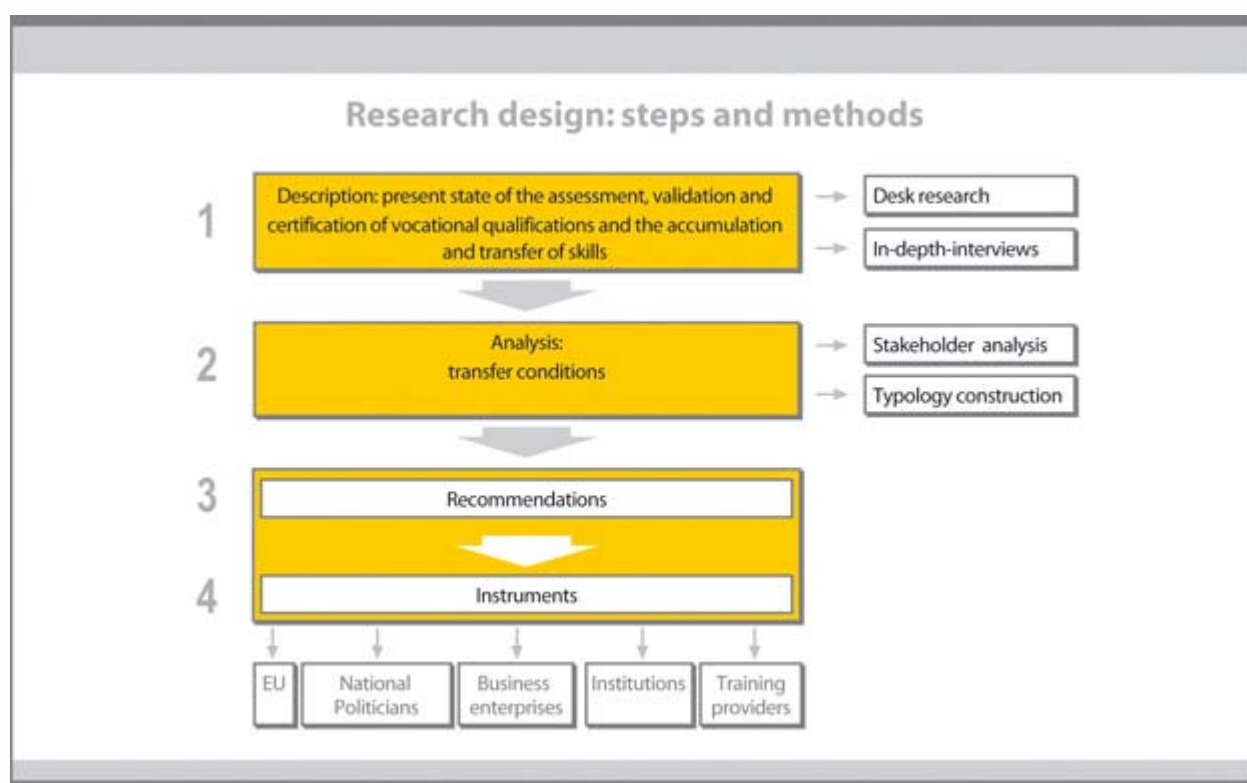 Research design: steps and methods
1
Description: present state of the assessment, validation and
certification of vocational qualifications and the accumulation
and transfer of skills
Desk research
In-depth-interviews
2
Analysis:
transfer conditions
Stakeholder analysis
Typology construction
3
Recommendations
4
Instruments
EU
National
Politicians
Business
enterprises
Institutions
Training
providers